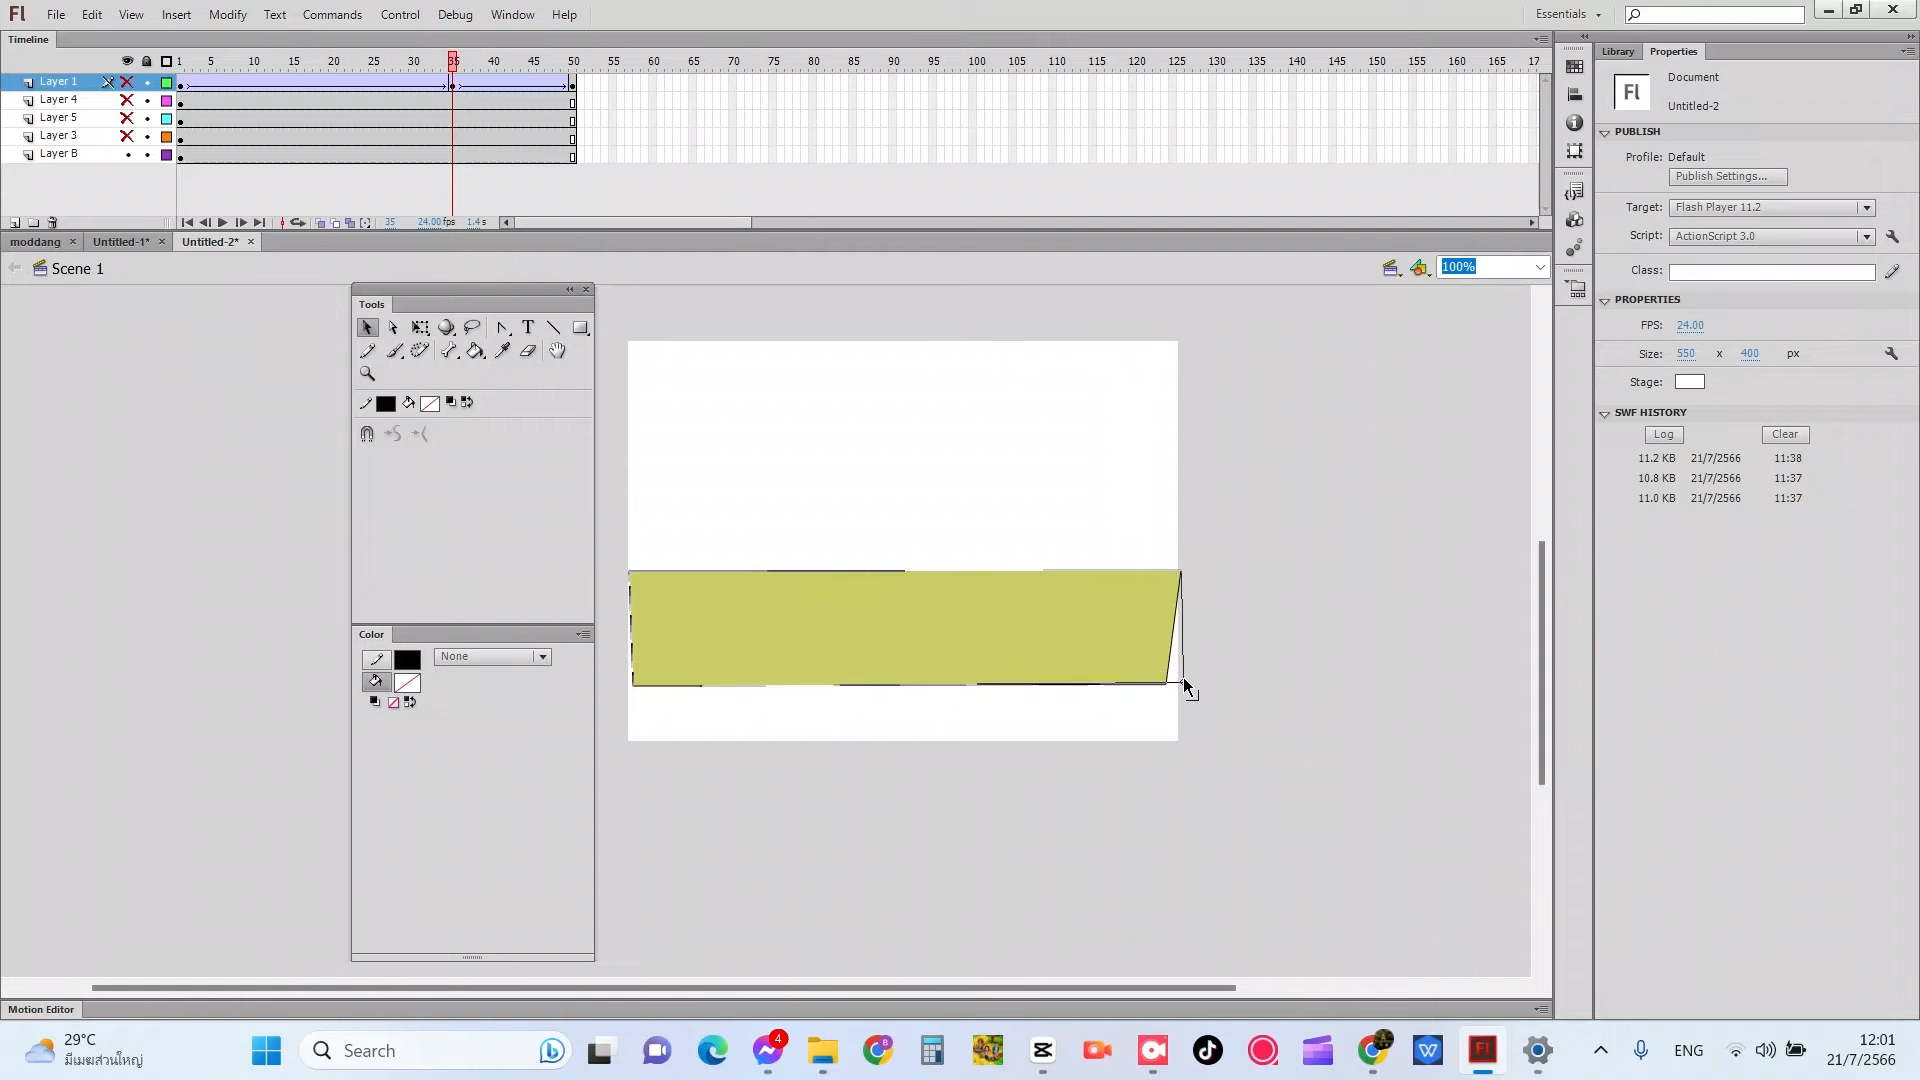 Fl File Edit View Insert Modify Text Commands Control Debug Window Help Essentials
Timeline
1 5 10 15 20 25 30 35 40 45 50 55 60 65 70 75 80 85 90 95 100 105 110 115 120 125 130 135 140 145 150 155 160 165 17
Layer 1
Layer 4
Layer 5
Layer 3
Layer B
35 24.00 fps 1.4 s
moddang Untitled-1* Untitled-2*
Scene 1 100%
Tools
T
Color
None
Motion Editor
Library Properties
Fl Document
Untitled-2
PUBLISH
Profile: Default
Publish Settings...
Target: Flash Player 11.2
Script: ActionScript 3.0
Class:
PROPERTIES
FPS: 24.00
Size: 550 x 400 px
Stage:
SWF HISTORY
Log Clear
11.2 KB 21/7/2566 11:38
10.8 KB 21/7/2566 11:37
11.0 KB 21/7/2566 11:37
29°C
มีเมฆส่วนใหญ่
Search
4
ENG
12:01
21/7/2566